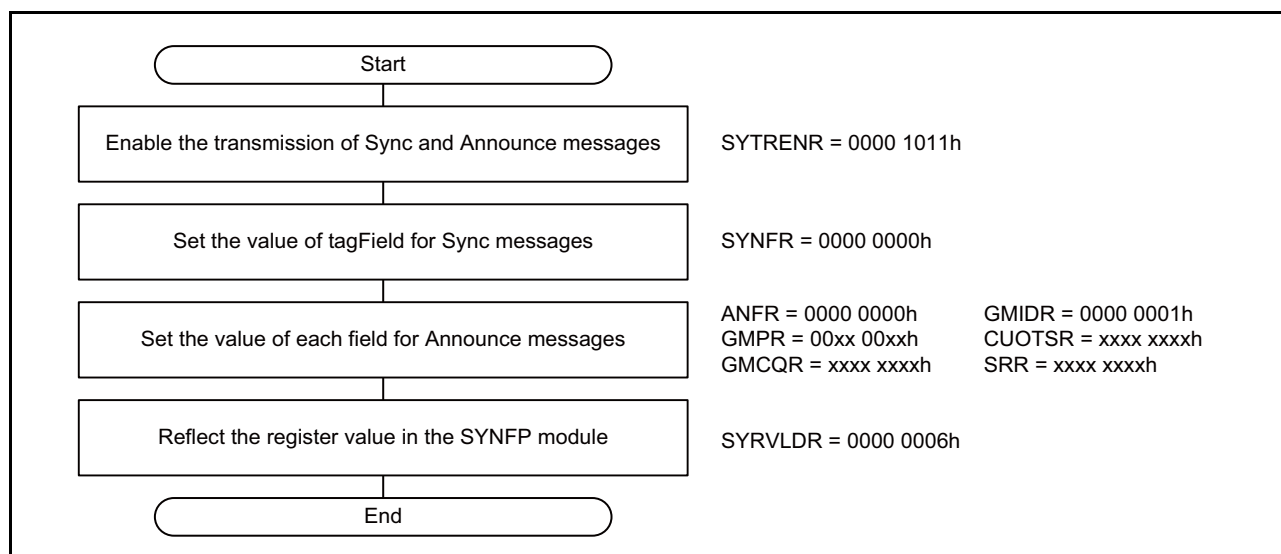 Start
Enable the transmission of Sync and Announce messages
SYTRENR = 0000 1011h
Set the value of tagField for Sync messages
SYNFR = 0000 0000h
Set the value of each field for Announce messages
ANFR = 0000 0000h GMIDR = 0000 0001h
GMPR = 00xx 00xxh CUOTSR = xxxx xxxxh
GMCQR = xxxx xxxxh SRR = xxxx xxxxh
Reflect the register value in the SYNFP module
SYRVLDR = 0000 0006h
End